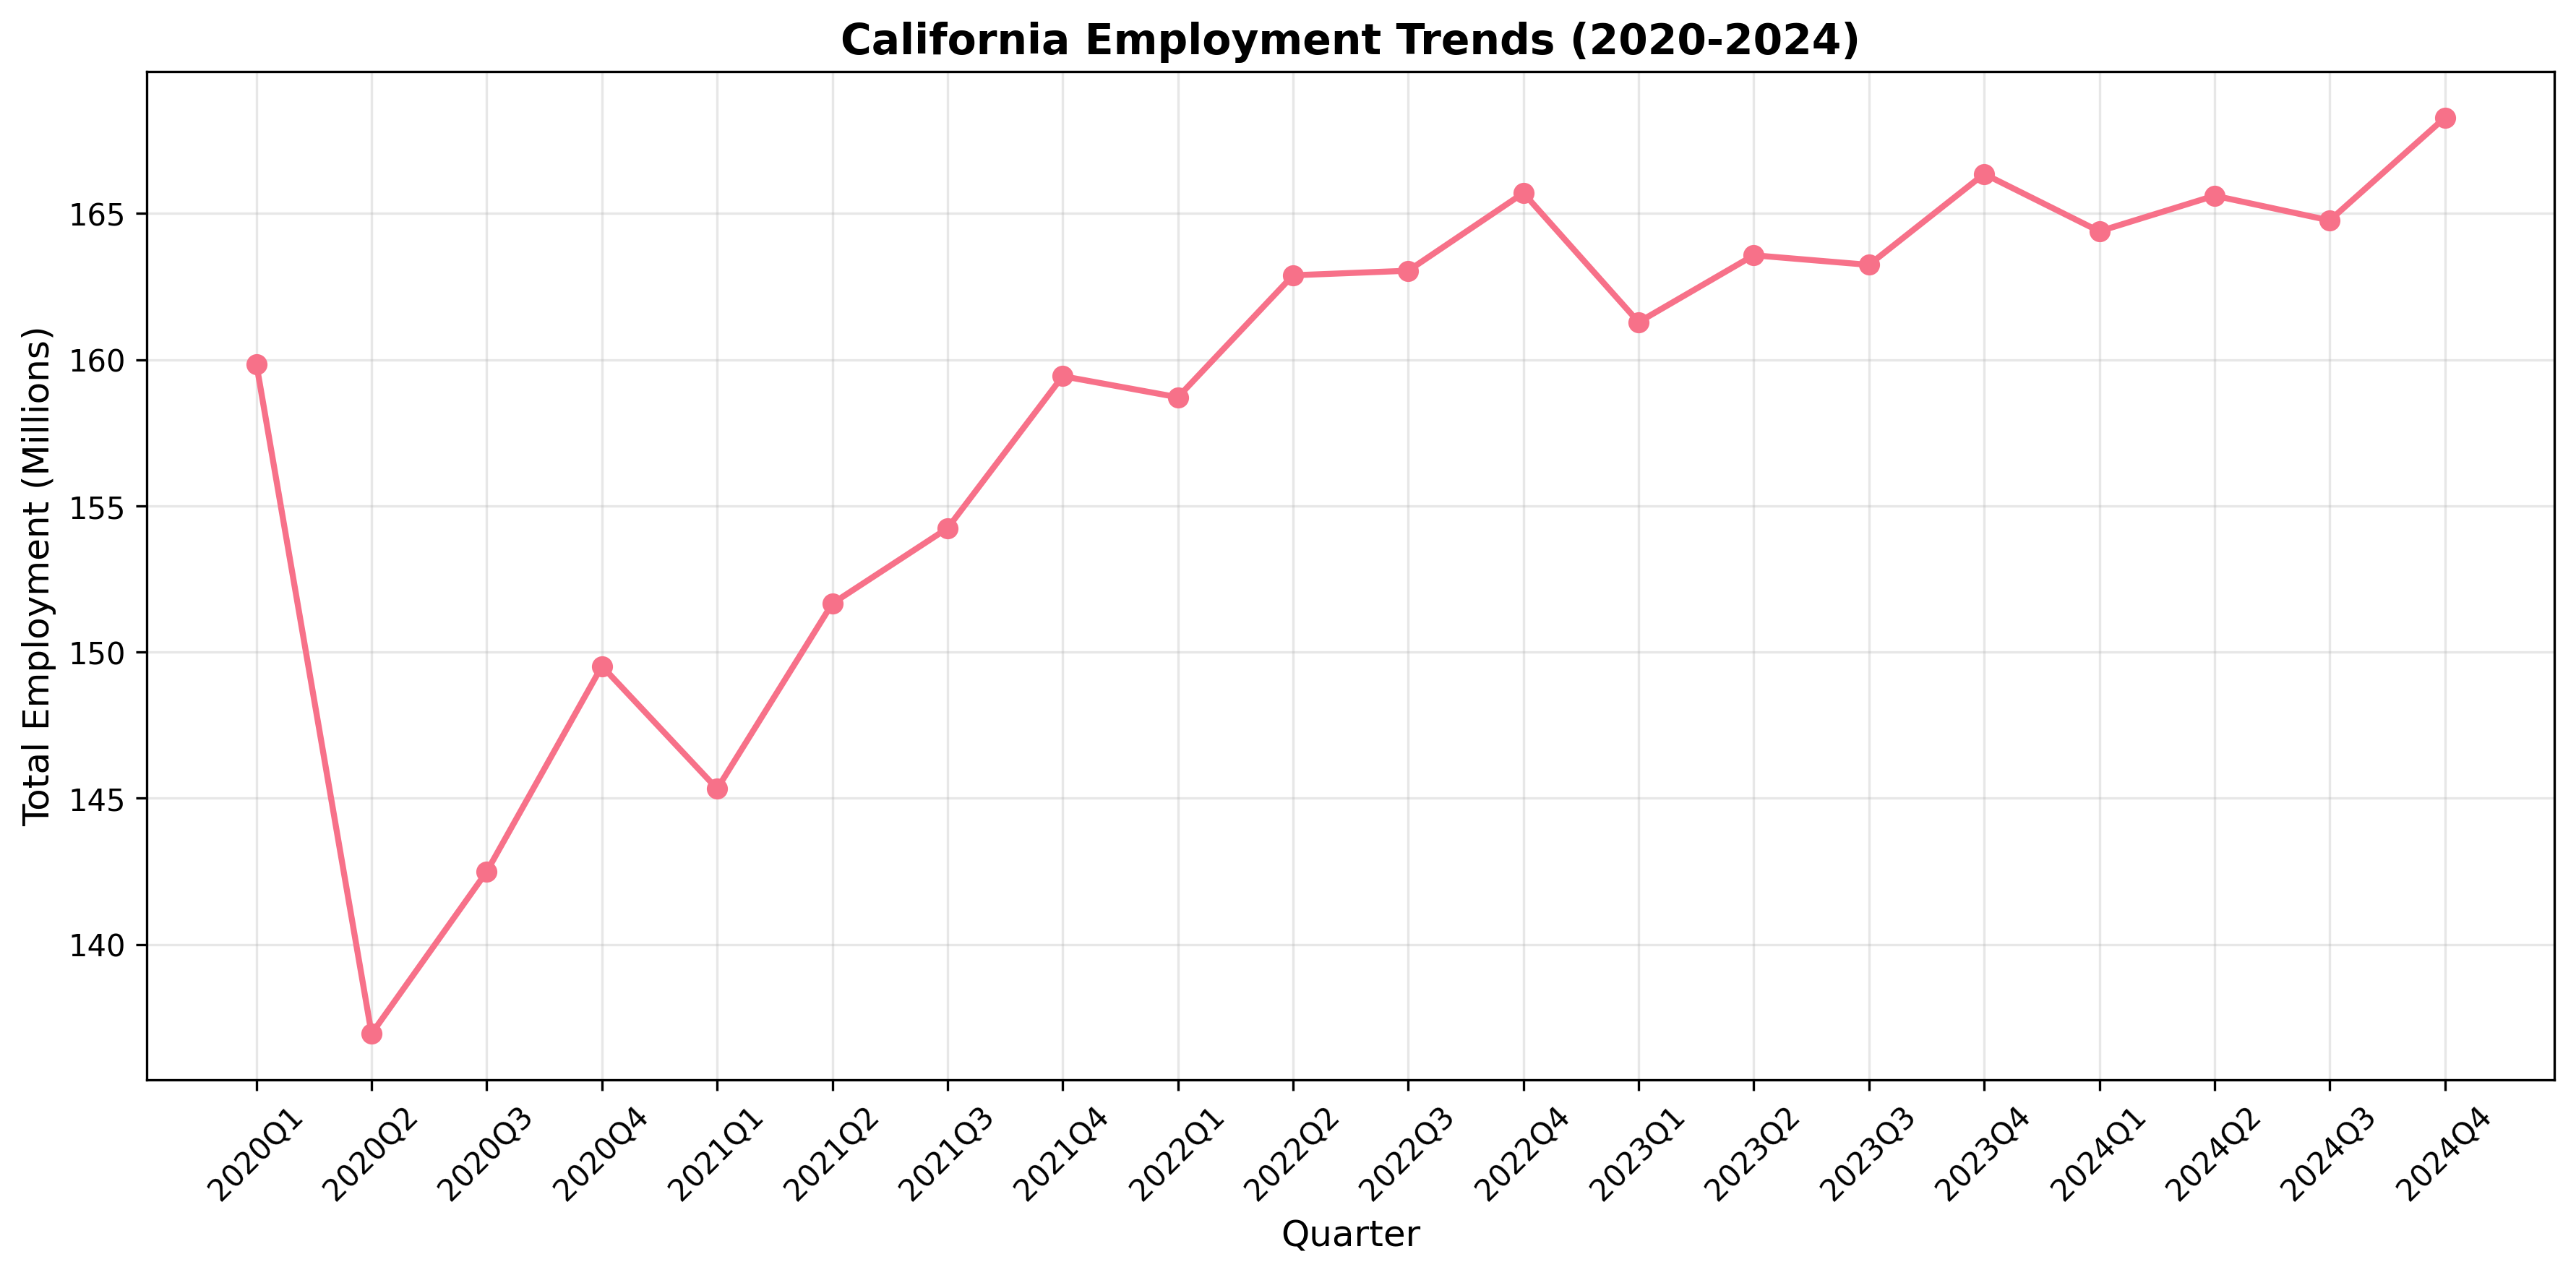 California Employment Trends (2020-2024)
Total Employment (Millions)
165
160
155
150
145
140
2020Q1
2020Q2
2020Q3
2020Q4
2021Q1
2021Q2
2021Q3
2021Q4
2022Q1
2022Q2
2022Q3
2022Q4
2023Q1
2023Q2
2023Q3
2023Q4
2024Q1
2024Q2
2024Q3
2024Q4
Quarter